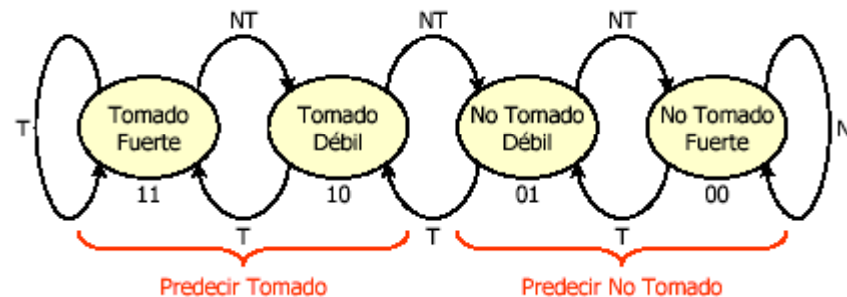 NT NT NT
Tomado Fuerte
Tomado Débil
No Tomado Débil
No Tomado Fuerte
T N
11 10 01 00
T T T
Predecir Tomado Predecir No Tomado